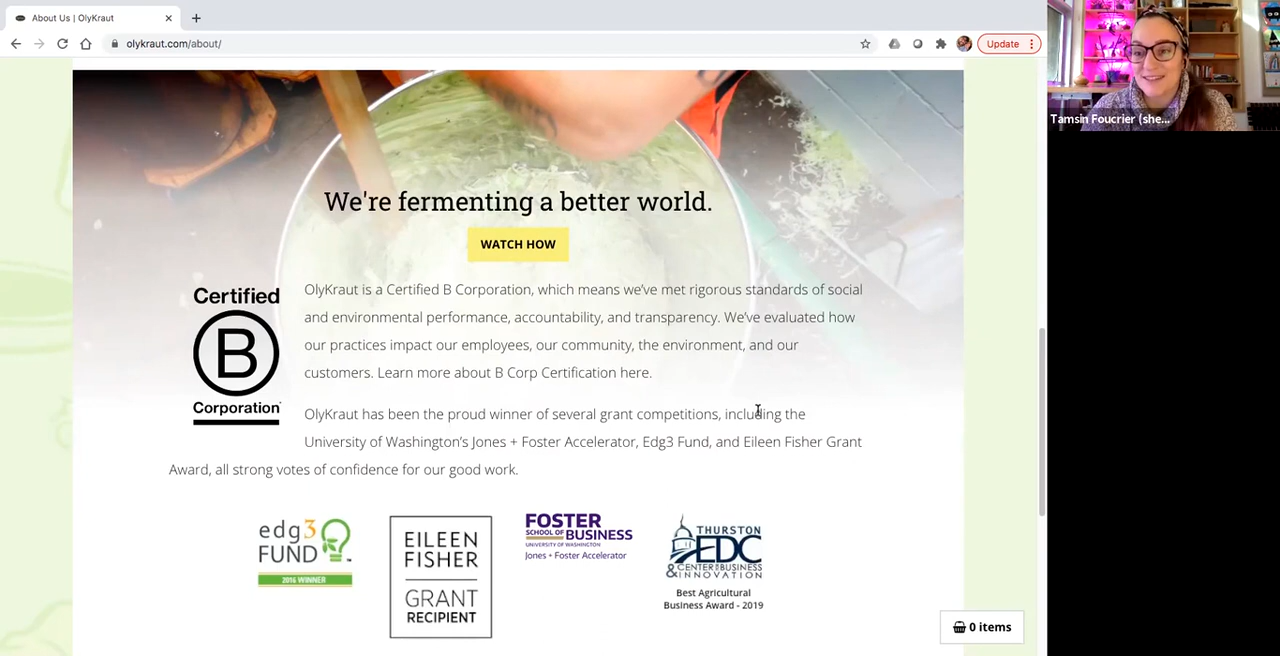 About Us | OlyKraut
olykraut.com/about/
Update
Tamsin Foucrier (she...
We're fermenting a better world.
WATCH HOW
Certified
B
Corporation
OlyKraut is a Certified B Corporation, which means we've met rigorous standards of social
and environmental performance, accountability, and transparency. We've evaluated how
our practices impact our employees, our community, the environment, and our
customers. Learn more about B Corp Certification here.
OlyKraut has been the proud winner of several grant competitions, including the
University of Washington's Jones + Foster Accelerator, Edg3 Fund, and Eileen Fisher Grant
Award, all strong votes of confidence for our good work.
edg3
FUND
2016 WINNER
EILEEN
FISHER
GRANT
RECIPIENT
FOSTER
SCHOOL OF BUSINESS
UNIVERSITY OF WASHINGTON
Jones + Foster Accelerator
THURSTON
EDC
& CENTER FOR BUSINESS
INNOVATION
Best Agricultural
Business Award - 2019
0 items